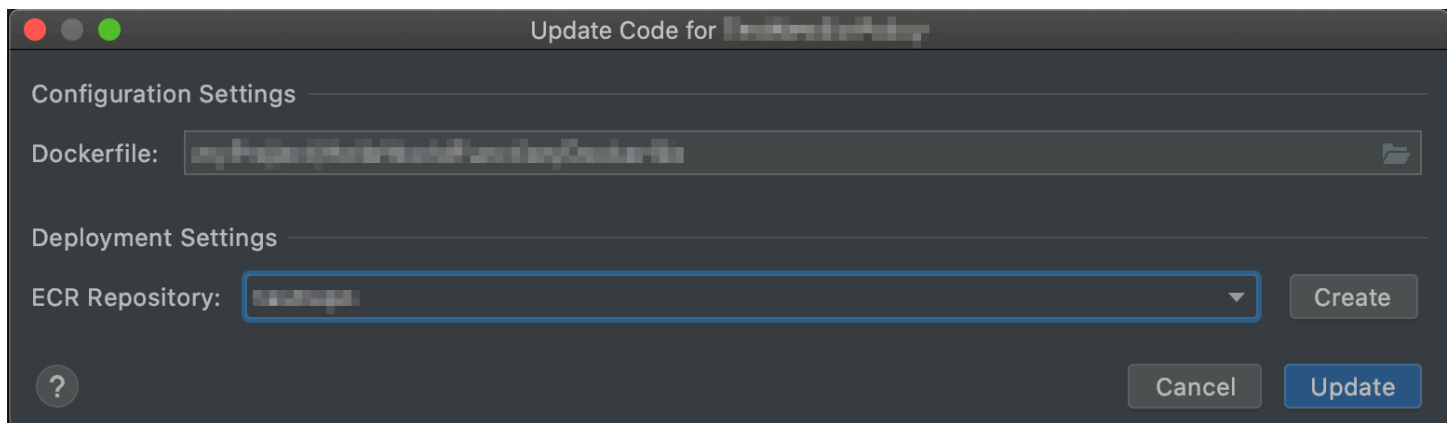 Update Code for
Configuration Settings
Dockerfile:
Deployment Settings
ECR Repository:
Create
?
Cancel
Update